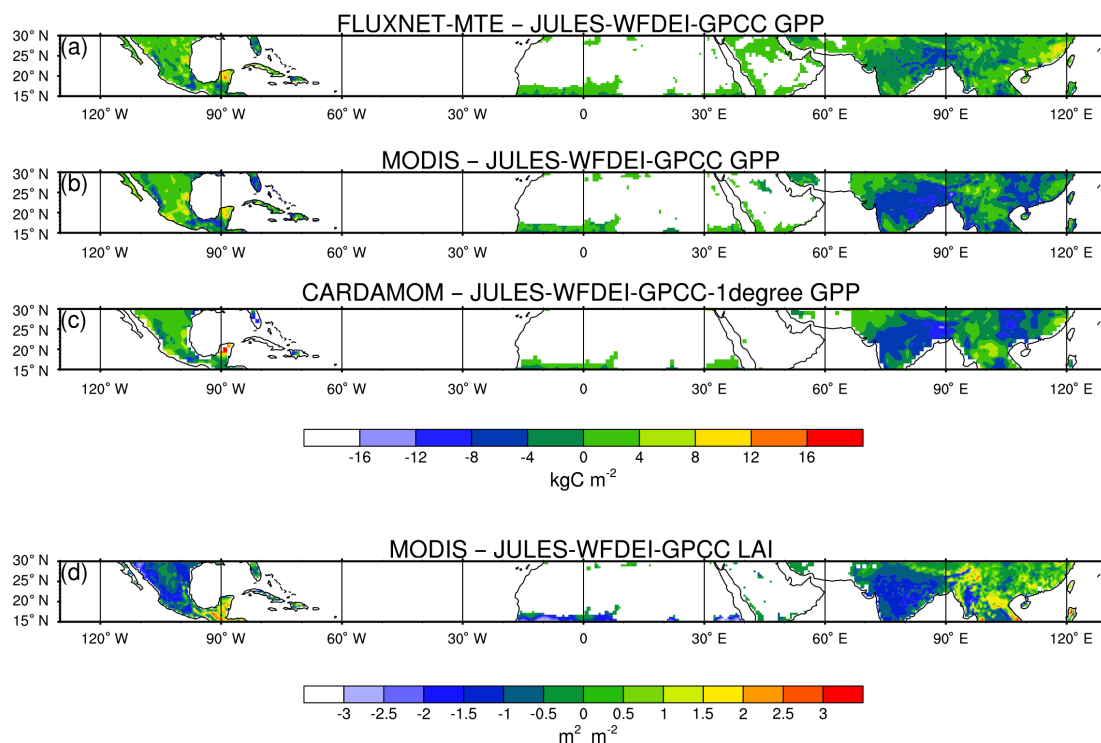 FLUXNET-MTE – JULES-WFDEI-GPCC GPP
(a)
30° N
25° N
20° N
15° N
120° W 90° W 60° W 30° W 0 30° E 60° E 90° E 120° E
MODIS – JULES-WFDEI-GPCC GPP
(b)
30° N
25° N
20° N
15° N
120° W 90° W 60° W 30° W 0 30° E 60° E 90° E 120° E
CARDAMOM – JULES-WFDEI-GPCC-1degree GPP
(c)
30° N
25° N
20° N
15° N
120° W 90° W 60° W 30° W 0 30° E 60° E 90° E 120° E
-16 -12 -8 -4 0 4 8 12 16
kgC m⁻²
MODIS – JULES-WFDEI-GPCC LAI
(d)
30° N
25° N
20° N
15° N
120° W 90° W 60° W 30° W 0 30° E 60° E 90° E 120° E
-3 -2.5 -2 -1.5 -1 -0.5 0 0.5 1 1.5 2 2.5 3
m² m⁻²